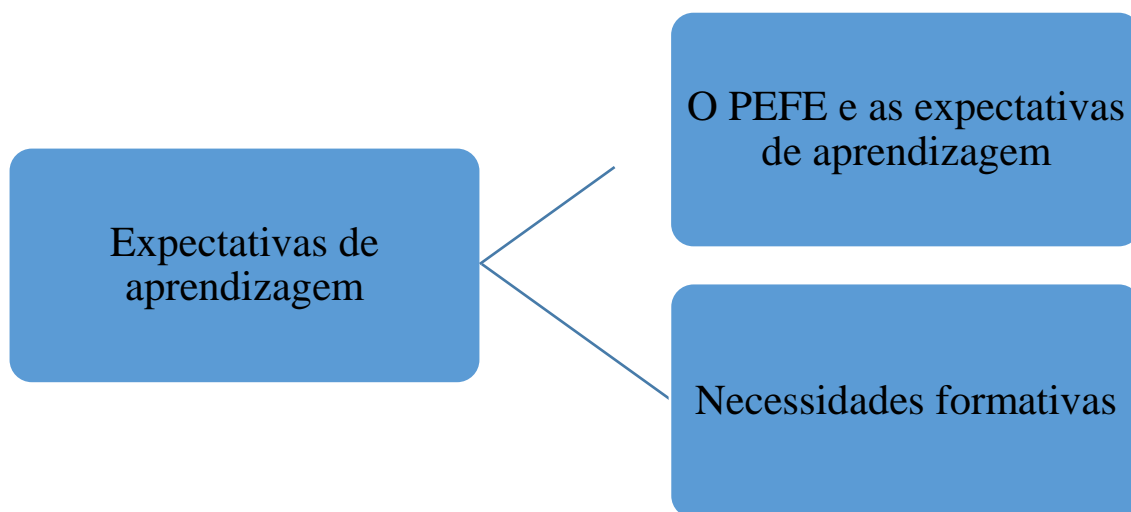 Expectativas de
aprendizagem
O PEFE e as expectativas
de aprendizagem
Necessidades formativas